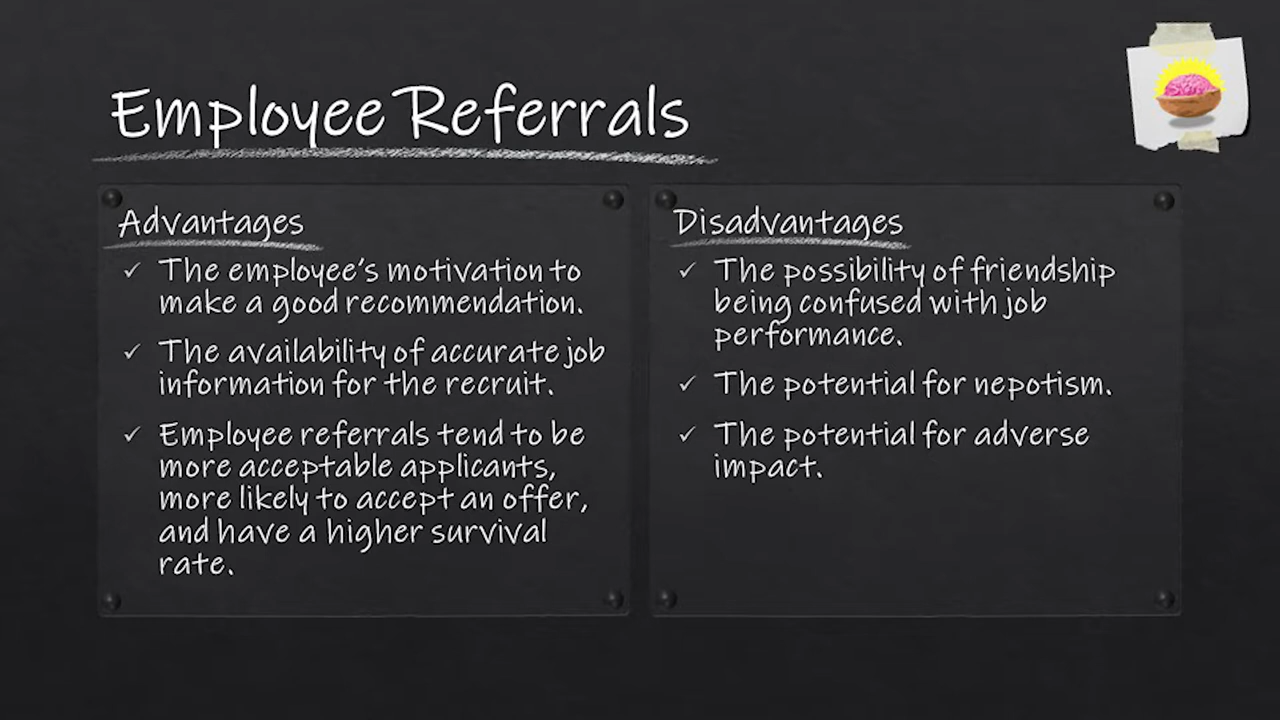 Employee Referrals
Advantages
✓ The employee's motivation to
make a good recommendation.
✓ The availability of accurate job
information for the recruit.
✓ Employee referrals tend to be
more acceptable applicants,
more likely to accept an offer,
and have a higher survival
rate.
Disadvantages
✓ The possibility of friendship
being confused with job
performance.
✓ The potential for nepotism.
✓ The potential for adverse
impact.